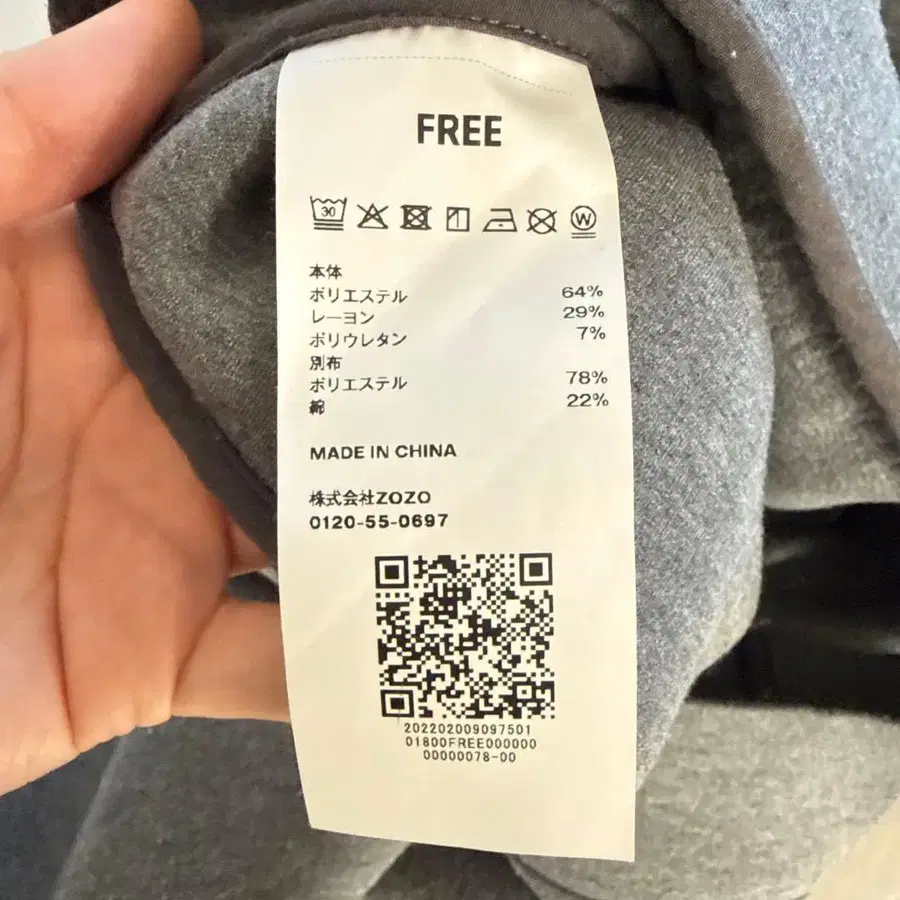 FREE
30
W
本体
ポリエステル 64%
レーヨン 29%
ポリウレタン 7%
別布
ポリエステル 78%
綿 22%
MADE IN CHINA
株式会社ZOZO
0120-55-0697
202202009097501
01800FREE000000
00000078-00